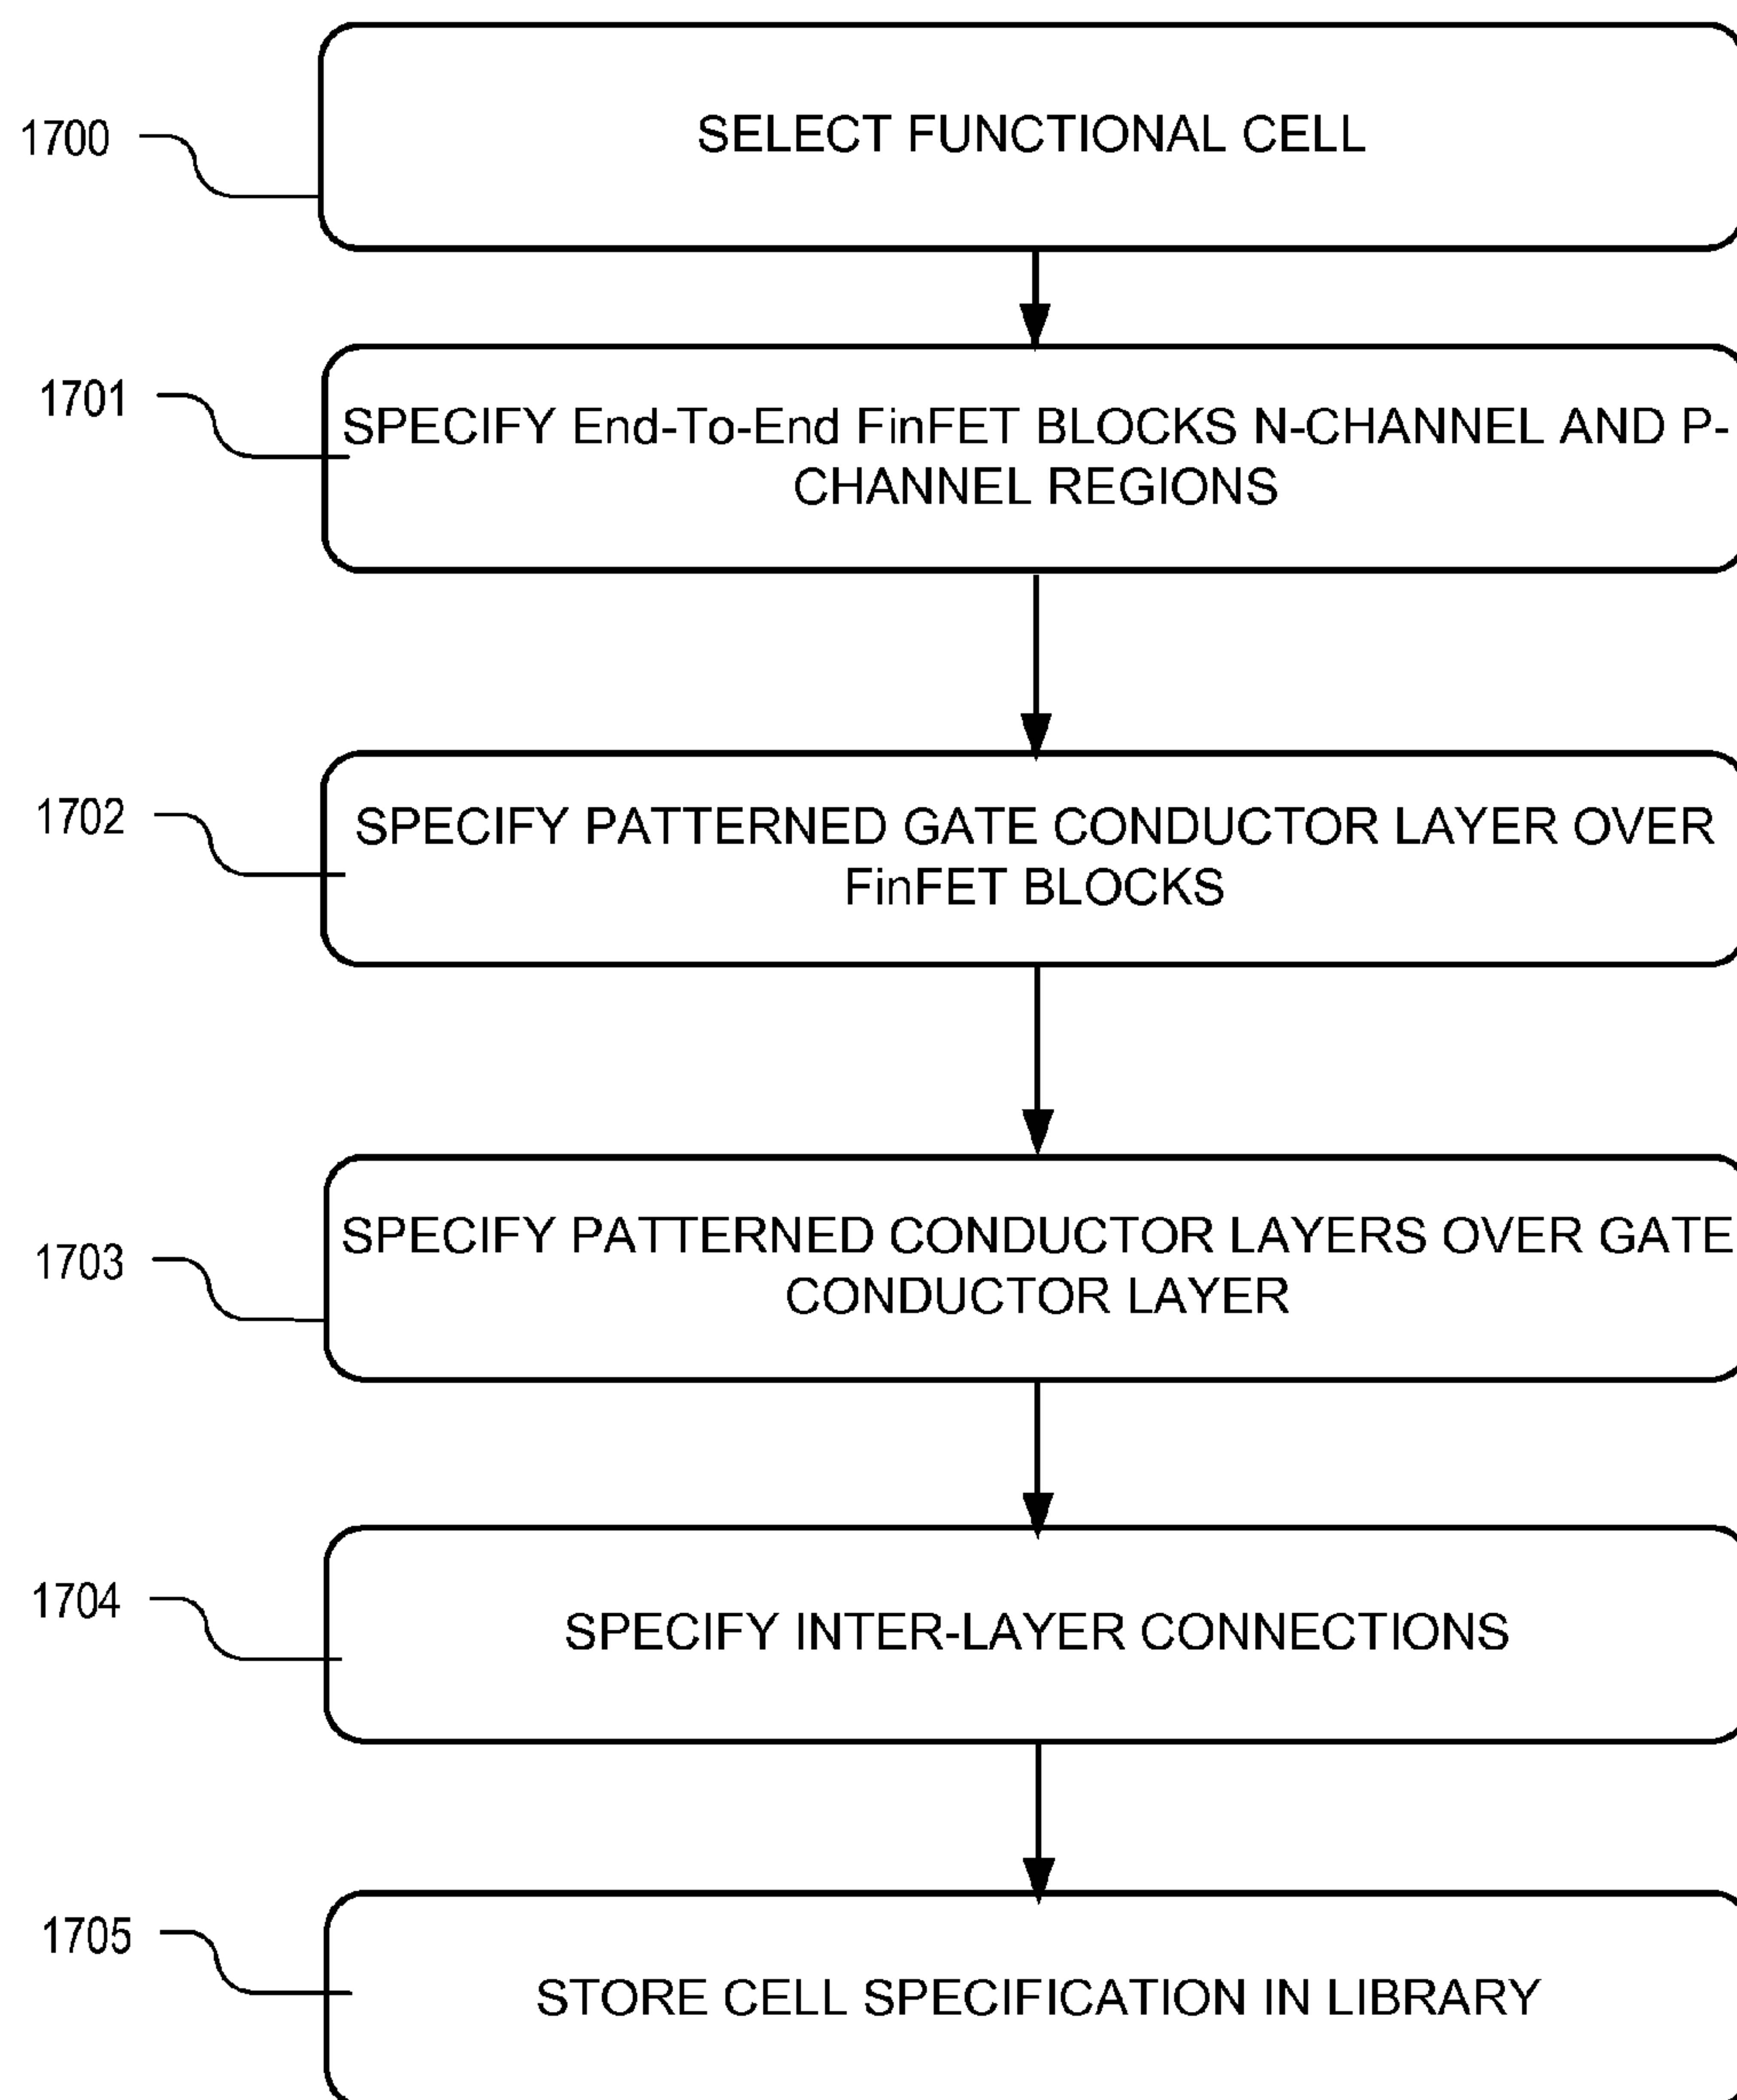 1700
SELECT FUNCTIONAL CELL
1701
SPECIFY End-To-End FinFET BLOCKS N-CHANNEL AND P-
CHANNEL REGIONS
1702
SPECIFY PATTERNED GATE CONDUCTOR LAYER OVER
FinFET BLOCKS
1703
SPECIFY PATTERNED CONDUCTOR LAYERS OVER GATE
CONDUCTOR LAYER
1704
SPECIFY INTER-LAYER CONNECTIONS
1705
STORE CELL SPECIFICATION IN LIBRARY